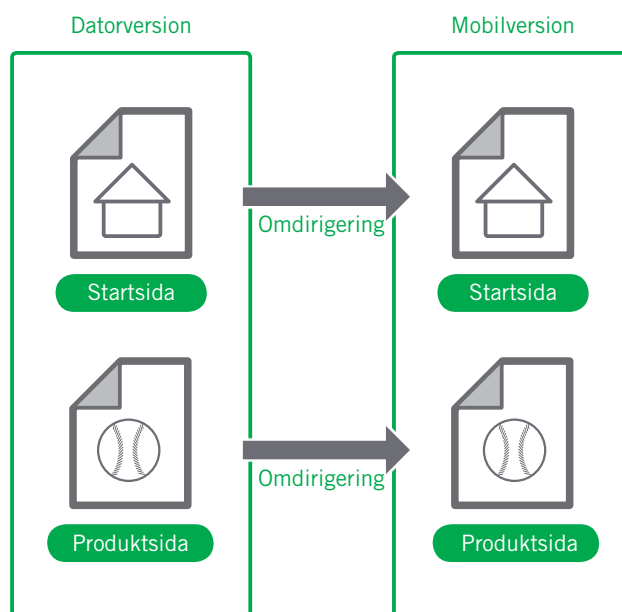 Datorversion
Mobilversion
Omdirigering
Startsida
Startsida
Omdirigering
Produktsida
Produktsida